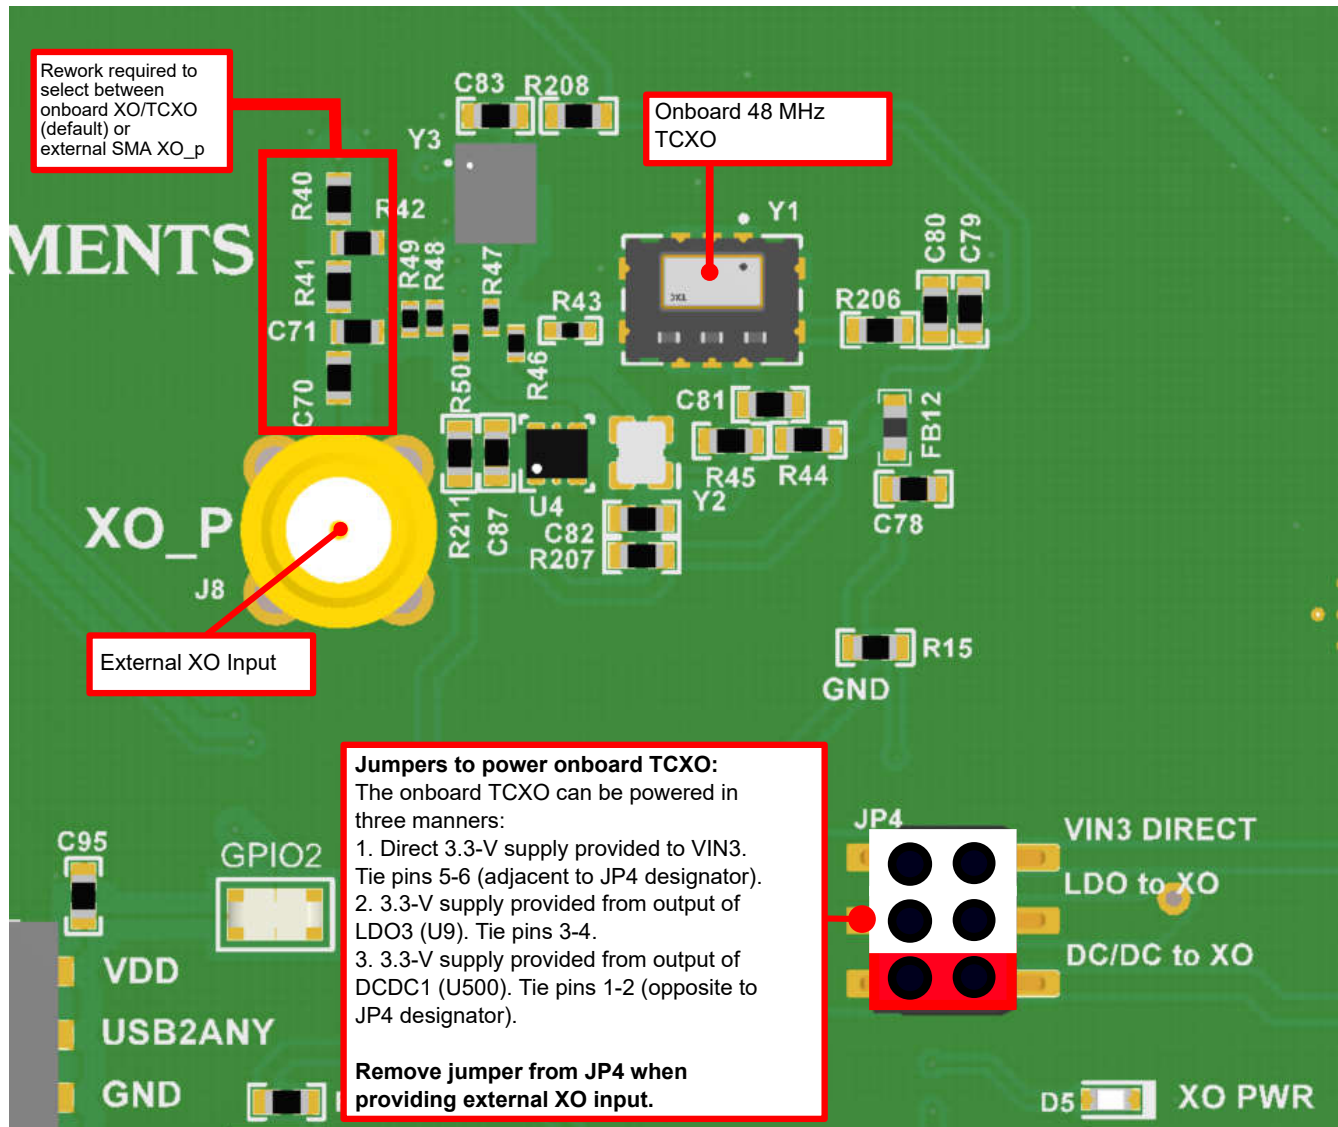 Rework required to
select between
onboard XO/TCXO
(default) or
external SMA XO_p
C83 R208
Onboard 48 MHz
TCXO
Y3
R40
R42
Y1
MENTS
R41
R49
R48
R47
R43
C80
C79
R206
C71
R46
R50
C70
C81
FB12
R45
R44
XO_P
R211
C87
U4
Y2
C82
R207
C78
J8
External XO Input
R15
GND
Jumpers to power onboard TCXO:
The onboard TCXO can be powered in
three manners:
1. Direct 3.3-V supply provided to VIN3.
Tie pins 5-6 (adjacent to JP4 designator).
2. 3.3-V supply provided from output of
LDO3 (U9). Tie pins 3-4.
3. 3.3-V supply provided from output of
DCDC1 (U500). Tie pins 1-2 (opposite to
JP4 designator).
Remove jumper from JP4 when
providing external XO input.
JP4
VIN3 DIRECT
LDO to XO
DC/DC to XO
C95
GPIO2
VDD
USB2ANY
GND
D5
XO PWR